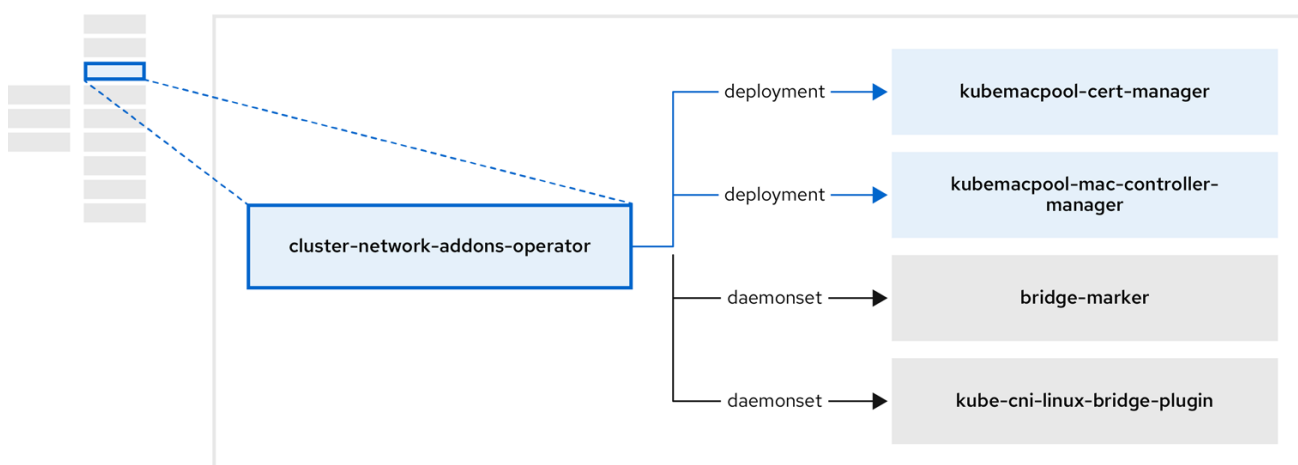 deployment
kubemacpool-cert-manager
deployment
kubemacpool-mac-controller-
manager
cluster-network-addons-operator
daemonset
bridge-marker
daemonset
kube-cni-linux-bridge-plugin